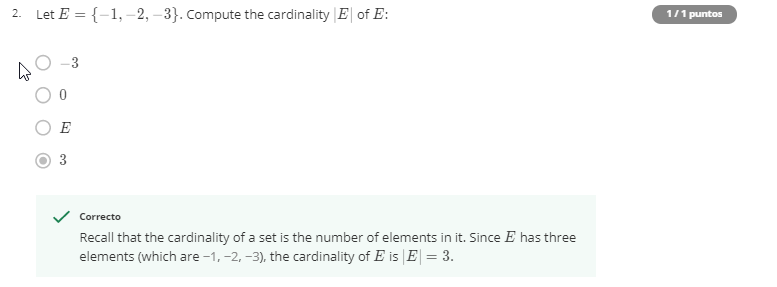 2. Let E = {−1, −2, −3}. Compute the cardinality |E| of E:
1 / 1 puntos
−3
0
E
3
Correcto
Recall that the cardinality of a set is the number of elements in it. Since E has three
elements (which are −1, −2, −3), the cardinality of E is |E| = 3.